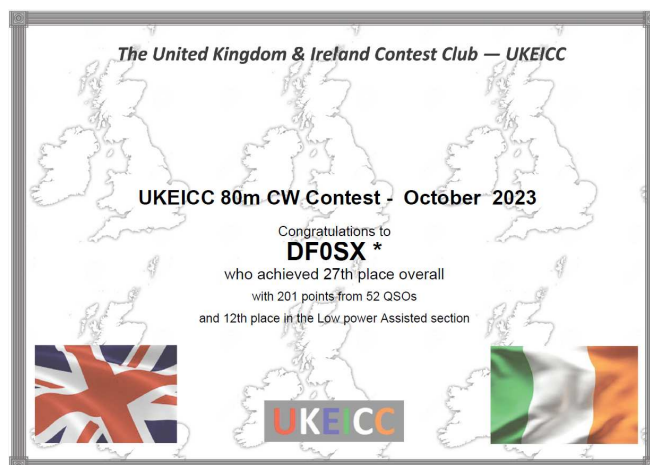 The United Kingdom & Ireland Contest Club — UKEICC
UKEICC 80m CW Contest - October 2023
Congratulations to
DF0SX *
who achieved 27th place overall
with 201 points from 52 QSOs
and 12th place in the Low power Assisted section
UKEICC